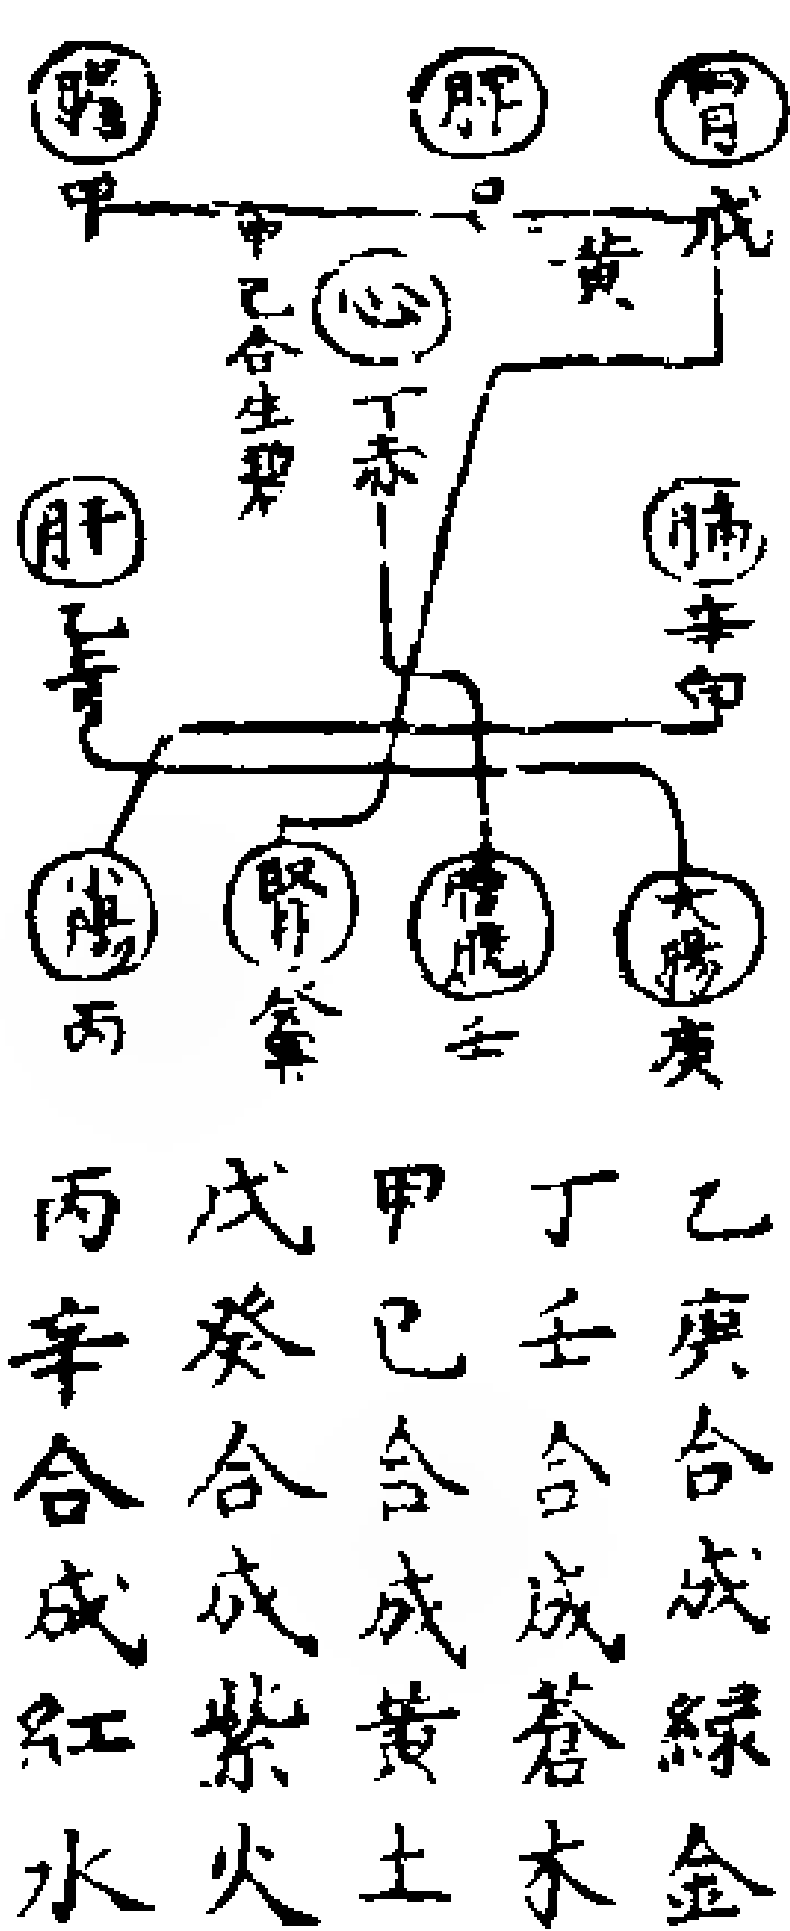 胃
戊
黃
脾
膽
甲
心
丁赤
甲己合生碧
肺
辛白
肝
乙青
大腸
庚
膀胱
壬
腎
癸黑
小腸
丙
乙庚合成綠金
丁壬合成蒼木
甲己合成黃土
戊癸合成紫火
丙辛合成紅水